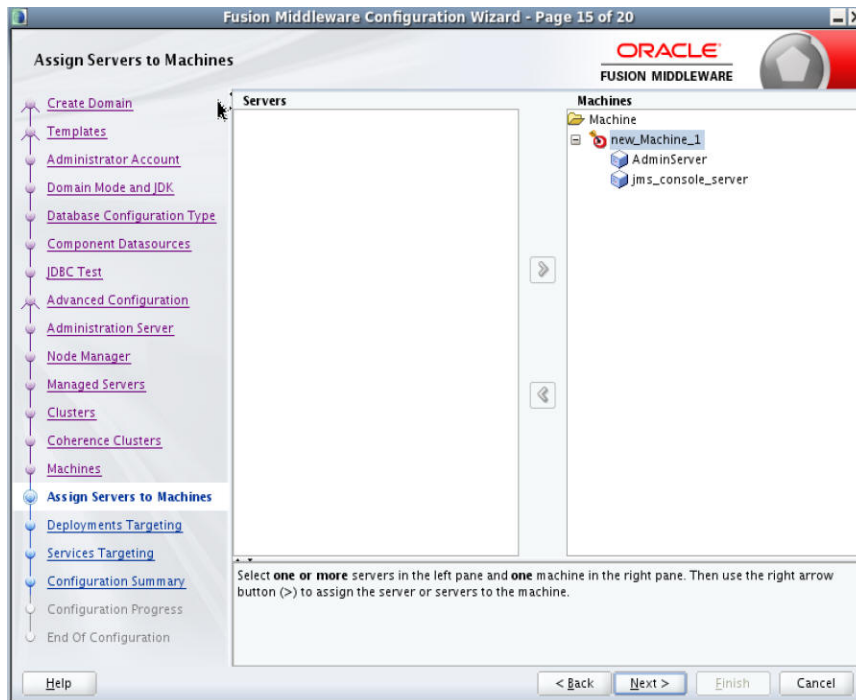 Fusion Middleware Configuration Wizard - Page 15 of 20
Assign Servers to Machines
ORACLE
FUSION MIDDLEWARE
Create Domain
Templates
Administrator Account
Domain Mode and JDK
Database Configuration Type
Component Datasources
JDBC Test
Advanced Configuration
Administration Server
Node Manager
Managed Servers
Clusters
Coherence Clusters
Machines
Assign Servers to Machines
Deployments Targeting
Services Targeting
Configuration Summary
Configuration Progress
End Of Configuration
Servers
Machines
Machine
new_Machine_1
AdminServer
jms_console_server
Select one or more servers in the left pane and one machine in the right pane. Then use the right arrow
button (>) to assign the server or servers to the machine.
Help
< Back
Next >
Finish
Cancel